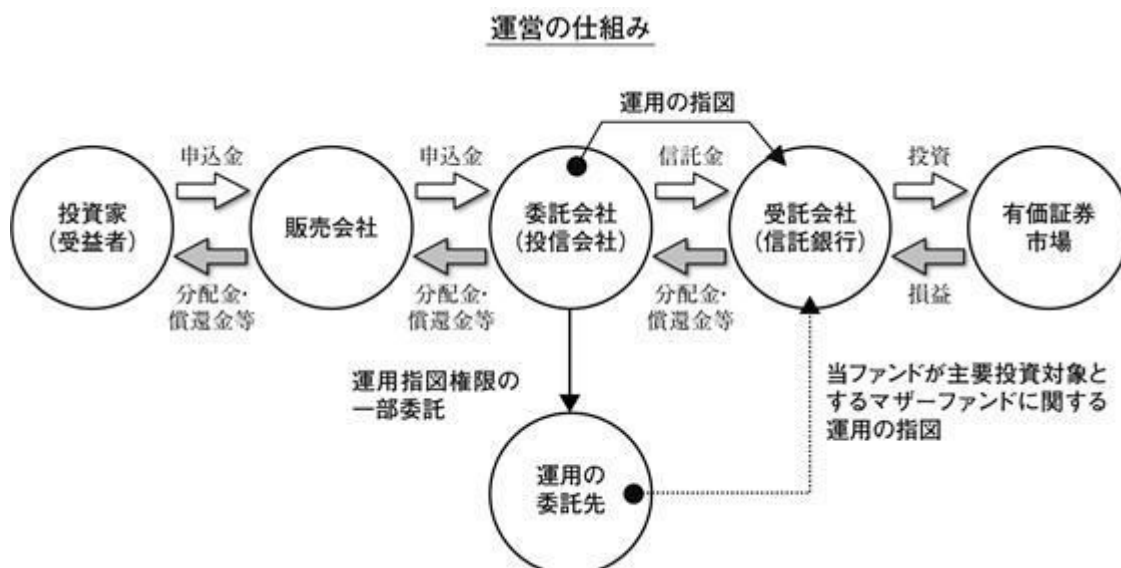 運営の仕組み
運用の指図
申込金
申込金
信託金
投資
投資家
(受益者)
販売会社
委託会社
(投信会社)
受託会社
(信託銀行)
有価証券
市場
分配金・
償還金等
分配金・
償還金等
分配金・
償還金等
損益
運用指図権限の
一部委託
当ファンドが主要投資対象と
するマザーファンドに関する
運用の指図
運用の
委託先